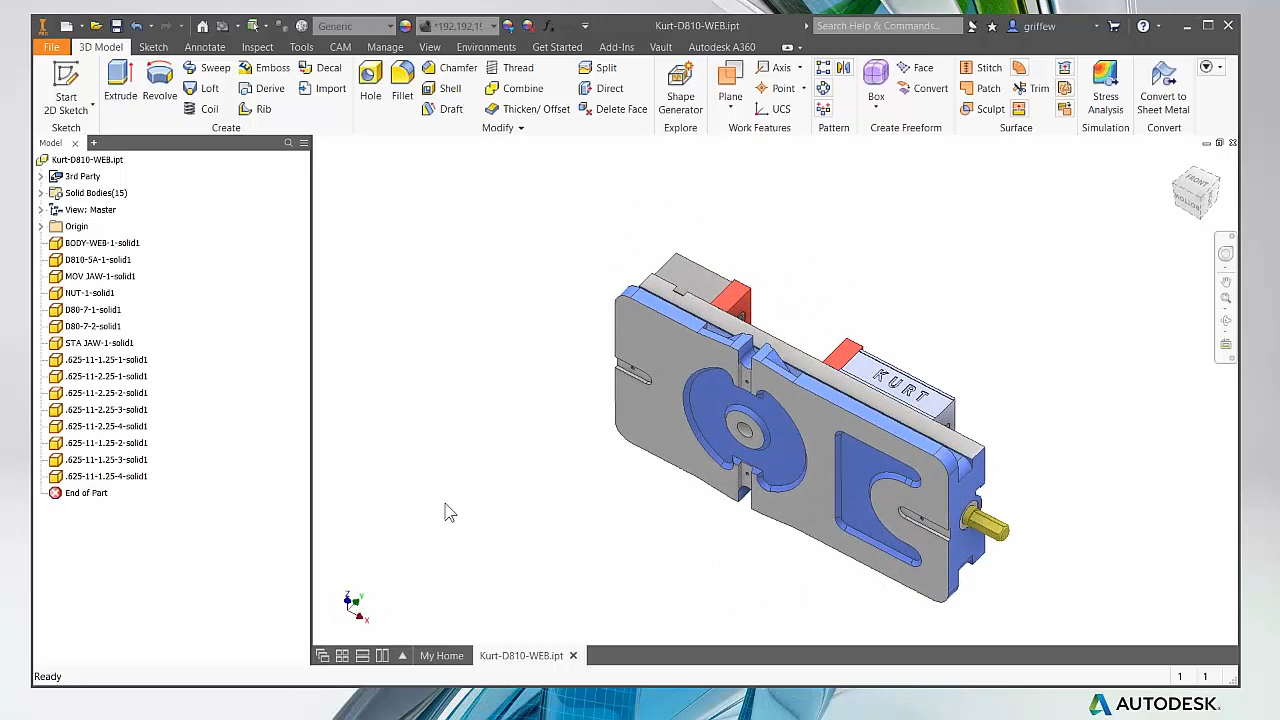 Generic
*192,192,19
Kurt-D810-WEB.ipt
Search Help & Commands...
griffew
File 3D Model Sketch Annotate Inspect Tools CAM Manage View Environments Get Started Add-Ins Vault Autodesk A360
Start
2D Sketch
Sketch
Extrude
Revolve
Sweep
Loft
Coil
Emboss
Derive
Rib
Decal
Import
Create
Hole
Fillet
Chamfer
Shell
Draft
Thread
Combine
Thicken/ Offset
Split
Direct
Delete Face
Modify
Shape
Generator
Explore
Plane
Axis
Point
UCS
Work Features
Pattern
Box
Face
Convert
Create Freeform
Stitch
Patch
Sculpt
Trim
Surface
Stress
Analysis
Simulation
Convert to
Sheet Metal
Convert
Model
Kurt-D810-WEB.ipt
3rd Party
Solid Bodies(15)
View: Master
Origin
BODY-WEB-1-solid1
D810-5A-1-solid1
MOV JAW-1-solid1
NUT-1-solid1
D80-7-1-solid1
D80-7-2-solid1
STA JAW-1-solid1
.625-11-1.25-1-solid1
.625-11-2.25-1-solid1
.625-11-2.25-2-solid1
.625-11-2.25-3-solid1
.625-11-2.25-4-solid1
.625-11-1.25-2-solid1
.625-11-1.25-3-solid1
.625-11-1.25-4-solid1
End of Part
FRONT
KURT
Z
Y
X
My Home
Kurt-D810-WEB.ipt
Ready
1 1
AUTODESK.